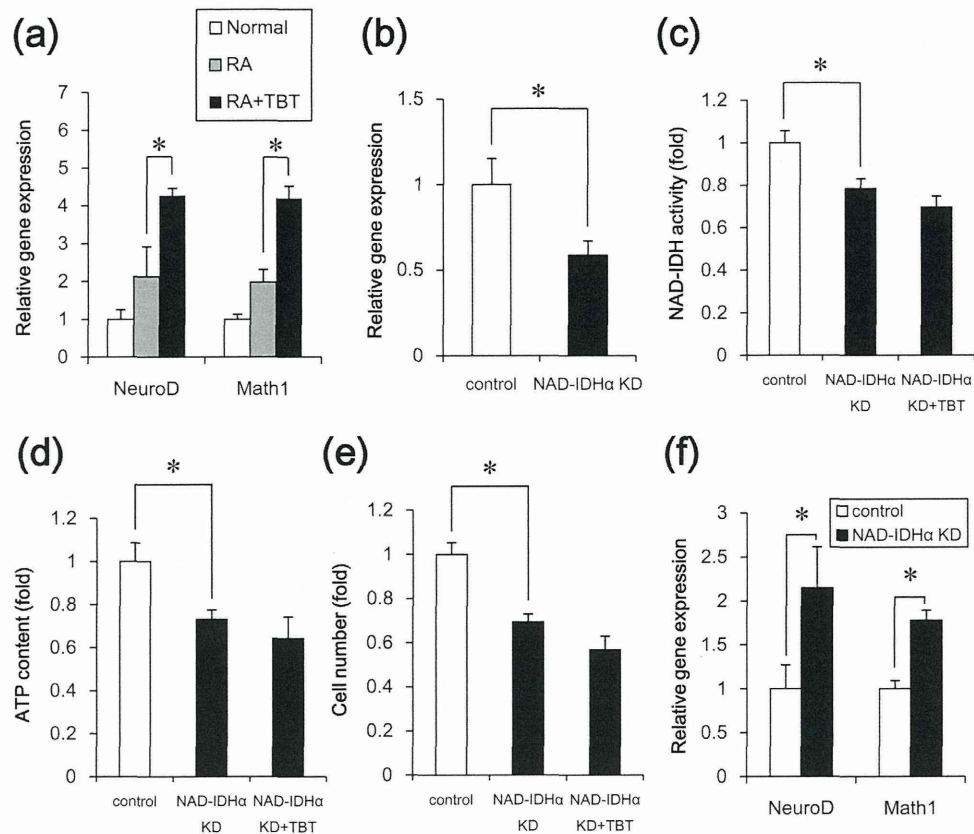 (a)
Normal
RA
RA+TBT
Relative gene expression
7
6
5
4
3
2
1
0
*
*
NeuroD
Math1
(b)
Relative gene expression
1.5
1
0.5
0
*
control
NAD-IDHα KD
(c)
NAD-IDH activity (fold)
1.2
1
0.8
0.6
0.4
0.2
0
*
control
NAD-IDHα
KD
NAD-IDHα
KD+TBT
(d)
ATP content (fold)
1.2
1
0.8
0.6
0.4
0.2
0
*
control
NAD-IDHα
KD
NAD-IDHα
KD+TBT
(e)
Cell number (fold)
1.2
1
0.8
0.6
0.4
0.2
0
*
control
NAD-IDHα
KD
NAD-IDHα
KD+TBT
(f)
control
NAD-IDHα KD
Relative gene expression
3
2.5
2
1.5
1
0.5
0
*
*
NeuroD
Math1